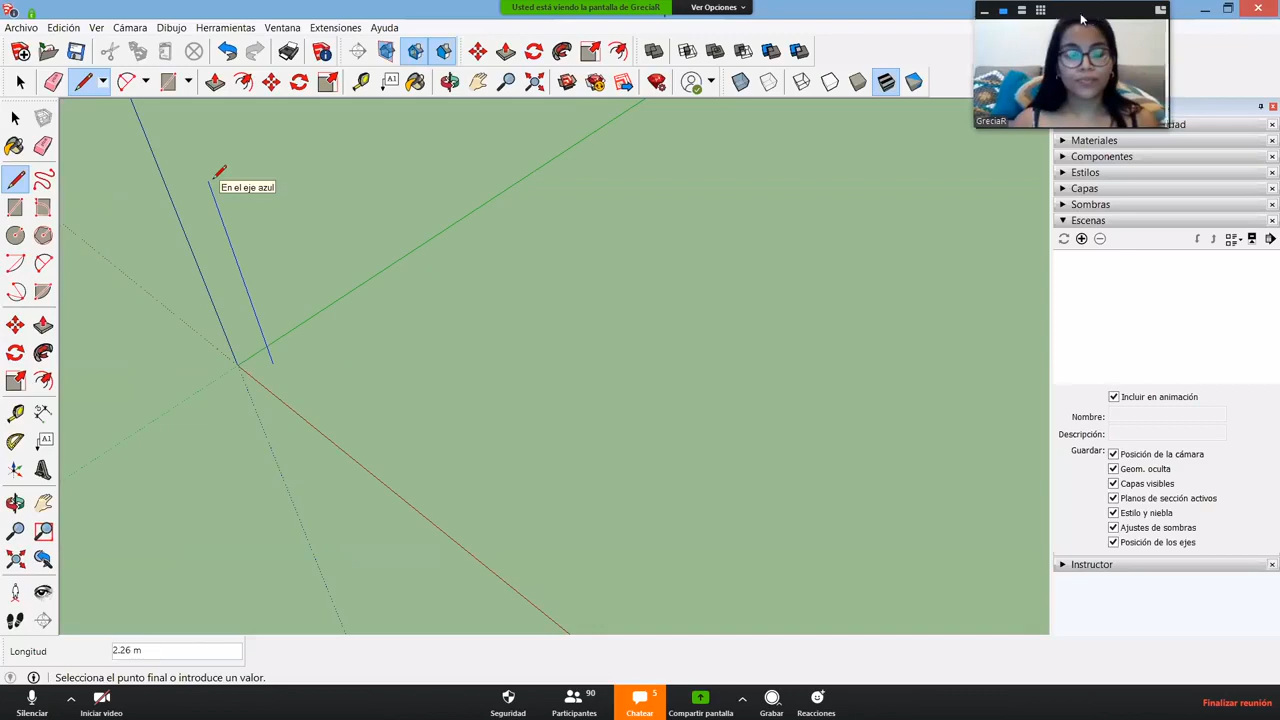 Usted está viendo la pantalla de GreciaR
Ver Opciones
Archivo Edición Ver Cámara Dibujo Herramientas Ventana Extensiones Ayuda
GreciaR
En el eje azul
Materiales
Componentes
Estilos
Capas
Sombras
Escenas
Incluir en animación
Nombre:
Descripción:
Guardar:
Posición de la cámara
Geom. oculta
Capas visibles
Planos de sección activos
Estilo y niebla
Ajustes de sombras
Posición de los ejes
Instructor
Longitud 2.26 m
Selecciona el punto final o introduce un valor.
90
5
Silenciar Iniciar video Seguridad Participantes Chatear Compartir pantalla Grabar Reacciones Finalizar reunión